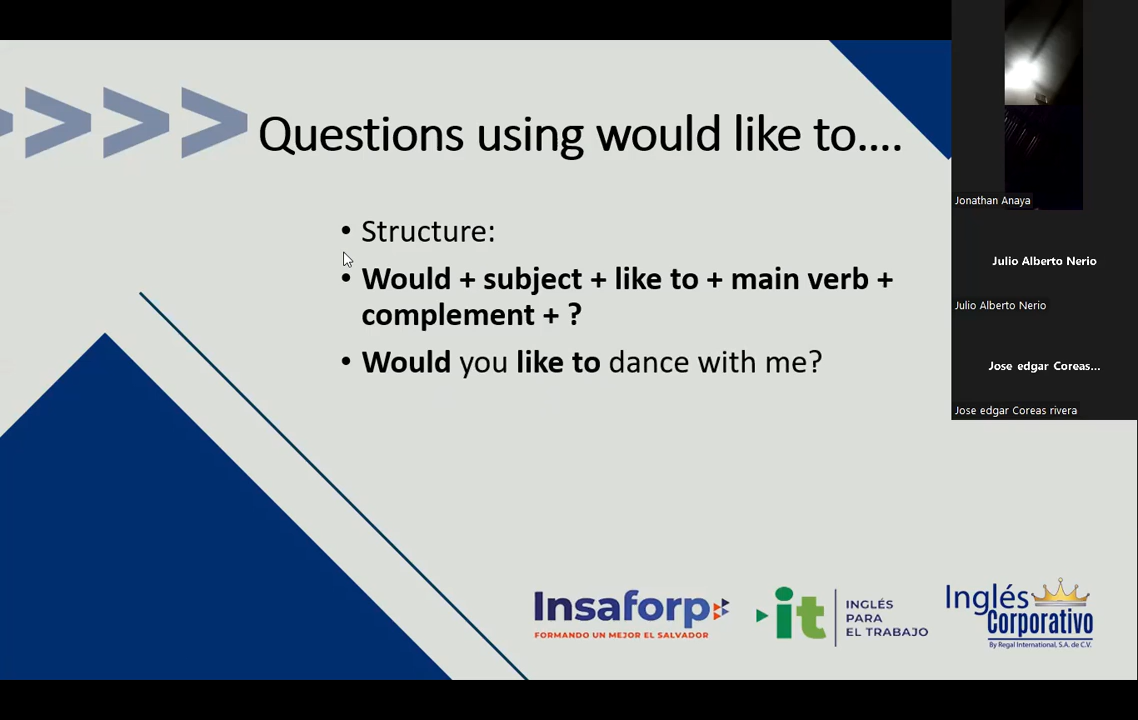 Questions using would like to....
• Structure:
• Would + subject + like to + main verb +
complement + ?
• Would you like to dance with me?
Jonathan Anaya
Julio Alberto Nerio
Julio Alberto Nerio
Jose edgar Coreas...
Jose edgar Coreas rivera
Insaforp
FORMANDO UN MEJOR EL SALVADOR
it
INGLÉS
PARA
EL TRABAJO
Inglés
Corporativo
By Regal International, S.A. de C.V.